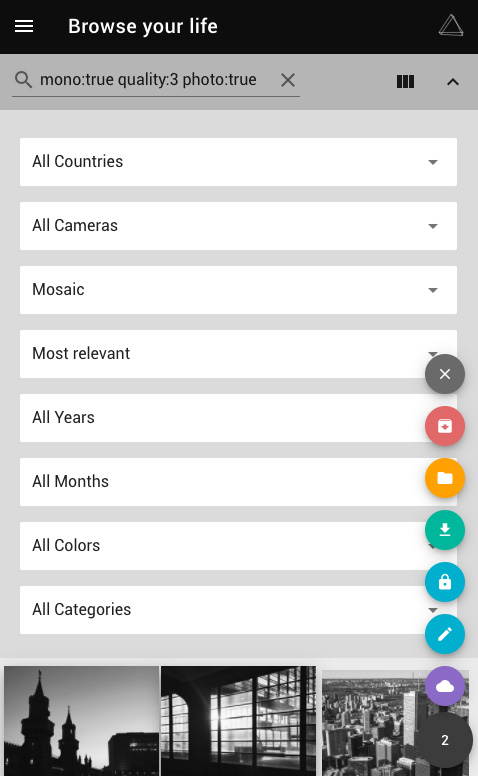 Browse your life
mono:true quality:3 photo:true
All Countries
All Cameras
Mosaic
Most relevant
All Years
All Months
All Colors
All Categories
2